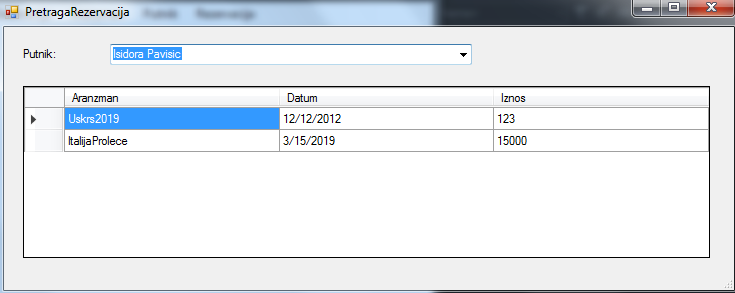 PretragaRezervacija
Putnik:
Isidora Pavisic
Aranzman Datum Iznos
Uskrs2019 12/12/2012 123
ItalijaProlece 3/15/2019 15000